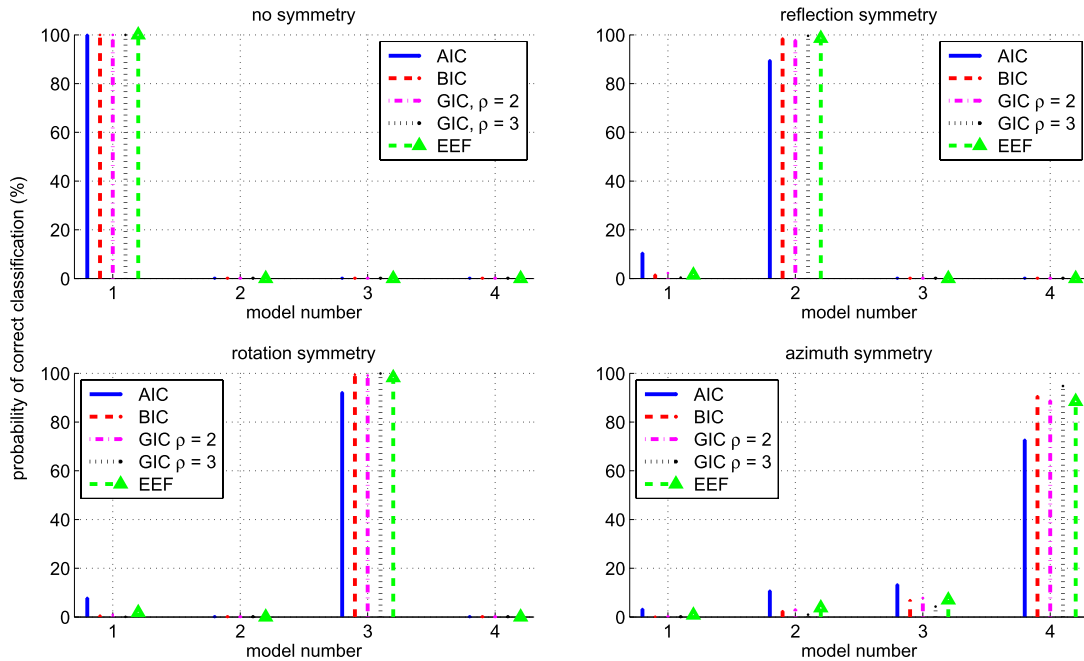 probability of correct classification (%)
no symmetry
100
80
60
40
20
0
1 2 3 4
model number
AIC
BIC
GIC, ρ = 2
GIC, ρ = 3
EEF
reflection symmetry
100
80
60
40
20
0
1 2 3 4
model number
AIC
BIC
GIC ρ = 2
GIC ρ = 3
EEF
rotation symmetry
100
80
60
40
20
0
1 2 3 4
model number
AIC
BIC
GIC ρ = 2
GIC ρ = 3
EEF
azimuth symmetry
100
80
60
40
20
0
1 2 3 4
model number
AIC
BIC
GIC ρ = 2
GIC ρ = 3
EEF